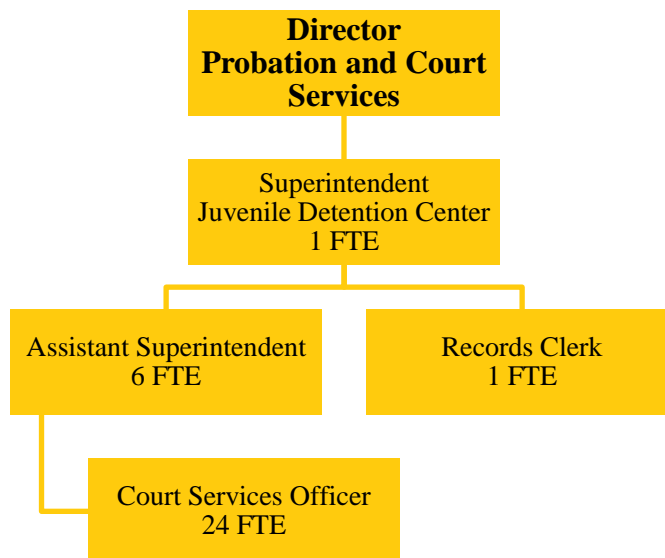 Director
Probation and Court
Services
Superintendent
Juvenile Detention Center
1 FTE
Assistant Superintendent
6 FTE
Records Clerk
1 FTE
Court Services Officer
24 FTE